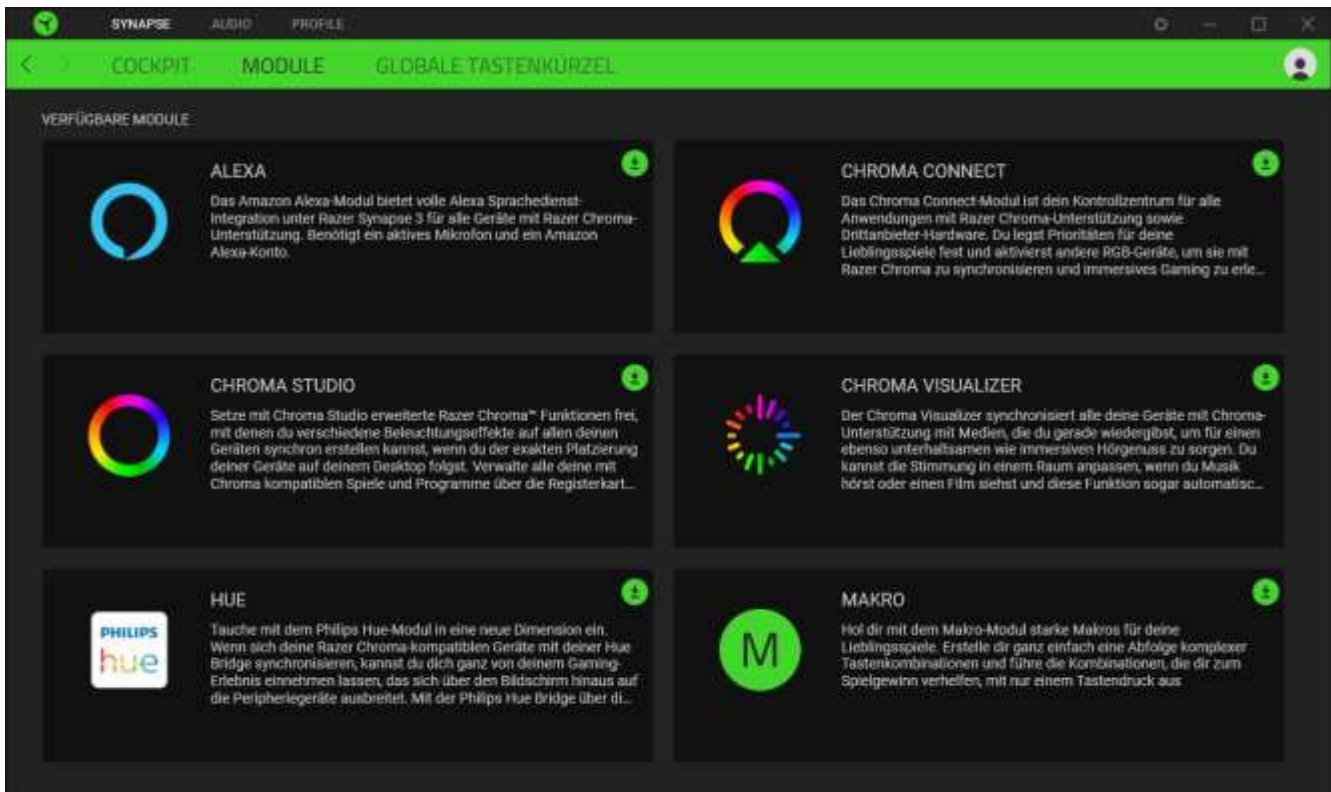 SYNAPSE AUDIO PROFILE
COCKPIT MODULE GLOBALE TASTENKÜRZEL
VERFÜGBARE MODULE
ALEXA
Das Amazon Alexa-Modul bietet volle Alexa Sprachedienst-
Integration unter Razer Synapse 3 für alle Geräte mit Razer Chroma-
Unterstützung. Benötigt ein aktives Mikrofon und ein Amazon
Alexa-Konto.
CHROMA CONNECT
Das Chroma Connect-Modul ist dein Kontrollzentrum für alle
Anwendungen mit Razer Chroma-Unterstützung sowie
Drittanbieter-Hardware. Du legst Prioritäten für deine
Lieblingsspiele fest und aktivierst andere RGB-Geräte, um sie mit
Razer Chroma zu synchronisieren und immersives Gaming zu erle...
CHROMA STUDIO
Setze mit Chroma Studio erweiterte Razer Chroma™ Funktionen frei,
mit denen du verschiedene Beleuchtungseffekte auf allen deinen
Geräten synchron erstellen kannst, wenn du der exakten Platzierung
deiner Geräte auf deinem Desktop folgst. Verwalte alle deine mit
Chroma kompatiblen Spiele und Programme über die Registerkart...
CHROMA VISUALIZER
Der Chroma Visualizer synchronisiert alle deine Geräte mit Chroma-
Unterstützung mit Medien, die du gerade wiedergibst, um für einen
ebenso unterhaltsamen wie immersiven Hörgenuss zu sorgen. Du
kannst die Stimmung in einem Raum anpassen, wenn du Musik
hörst oder einen Film siehst und diese Funktion sogar automatisc...
PHILIPS
hue
HUE
Tauche mit dem Philips Hue-Modul in eine neue Dimension ein.
Wenn sich deine Razer Chroma-kompatiblen Geräte mit deiner Hue
Bridge synchronisieren, kannst du dich ganz von deinem Gaming-
Erlebnis einnehmen lassen, das sich über den Bildschirm hinaus auf
die Peripheriegeräte ausbreitet. Mit der Philips Hue Bridge über di...
M
MAKRO
Hol dir mit dem Makro-Modul starke Makros für deine
Lieblingsspiele. Erstelle dir ganz einfach eine Abfolge komplexer
Tastenkombinationen und führe die Kombinationen, die dir zum
Spielgewinn verhelfen, mit nur einem Tastendruck aus